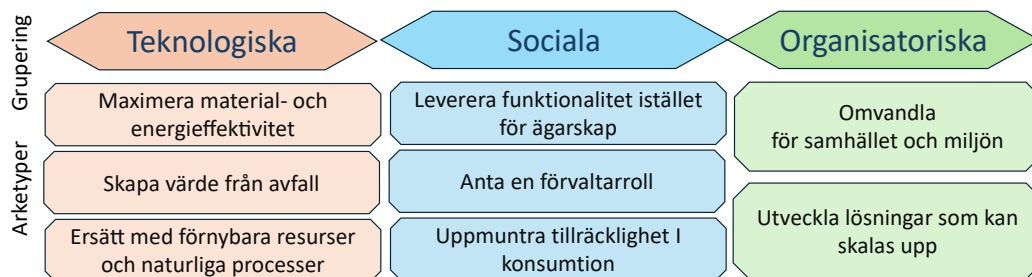 Grupering
Teknologiska
Sociala
Organisatoriska
Arketyper
Maximera material- och
energieffektivitet
Leverera funktionalitet istället
för ägarskap
Omvandla
för samhället och miljön
Skapa värde från avfall
Anta en förvaltarroll
Utveckla lösningar som kan
skalas upp
Ersätt med förnybara resurser
och naturliga processer
Uppmuntra tillräcklighet I
konsumtion